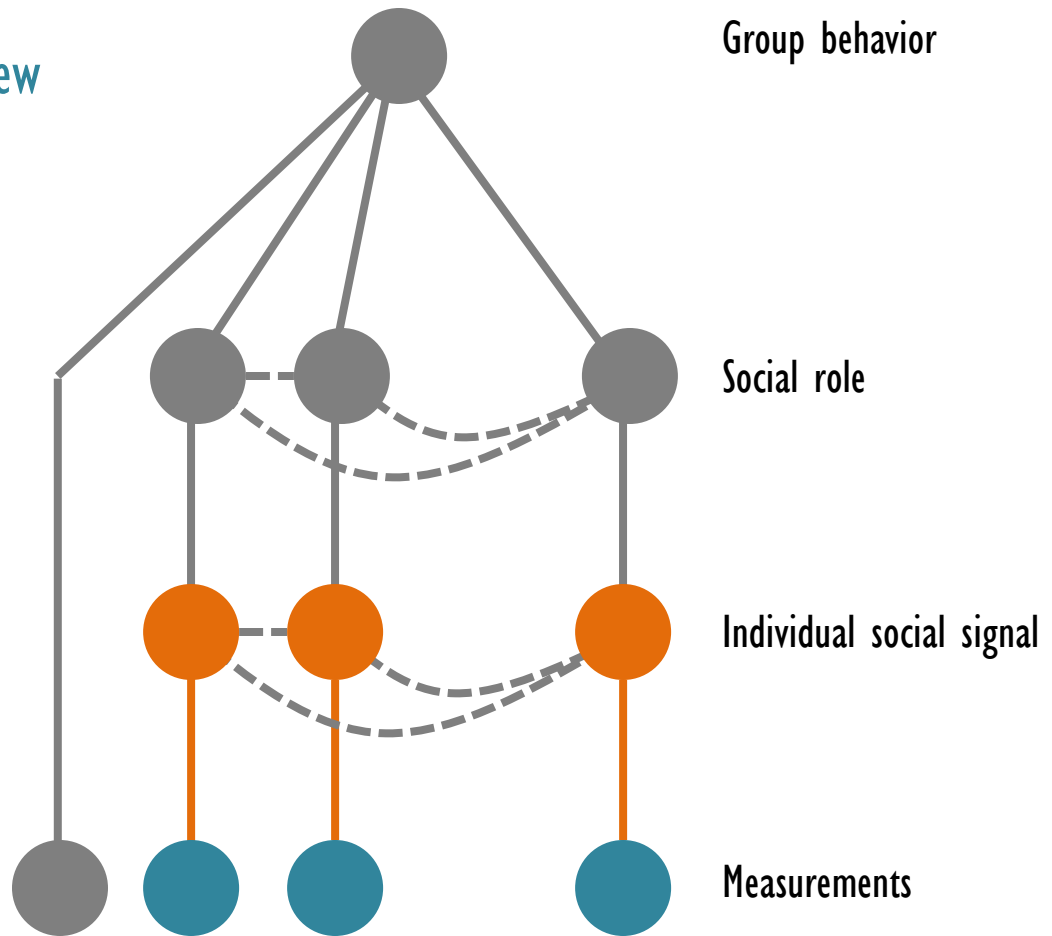 Group behavior
ew
Social role
Individual social signal
Measurements